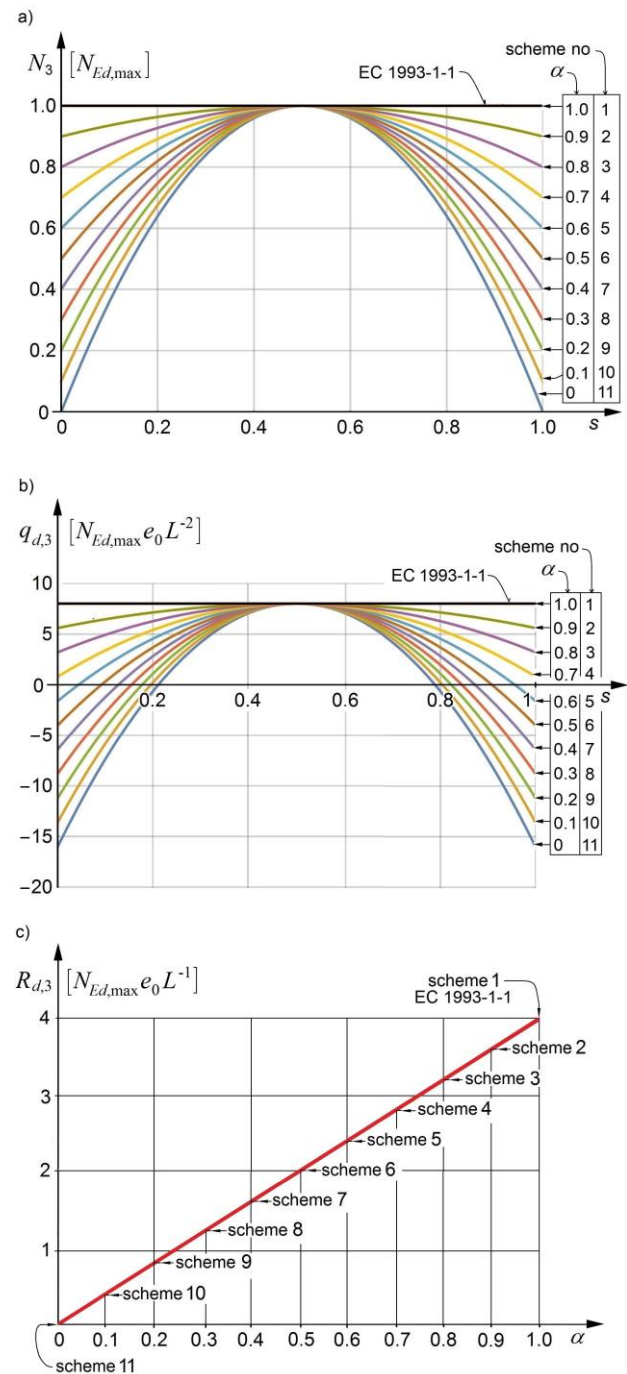 a)
N₃ [N_Ed,max]
scheme no
EC 1993-1-1
α
1.0 1
0.9 2
0.8 3
0.7 4
0.6 5
0.5 6
0.4 7
0.3 8
0.2 9
0.1 10
0 11
1.0
0.8
0.6
0.4
0.2
0
0 0.2 0.4 0.6 0.8 1.0 s
b)
q_d,3 [N_Ed,max e₀ L⁻²]
scheme no
EC 1993-1-1
α
1.0 1
0.9 2
0.8 3
0.7 4
0.6 5
0.5 6
0.4 7
0.3 8
0.2 9
0.1 10
0 11
10
5
0
−5
−10
−15
−20
0.2 0.4 0.6 0.8 1 s
c)
R_d,3 [N_Ed,max e₀ L⁻¹]
scheme 1
EC 1993-1-1
4
scheme 2
scheme 3
3
scheme 4
scheme 5
2
scheme 6
scheme 7
scheme 8
1
scheme 9
scheme 10
0 0.1 0.2 0.3 0.4 0.5 0.6 0.7 0.8 0.9 1.0 α
scheme 11